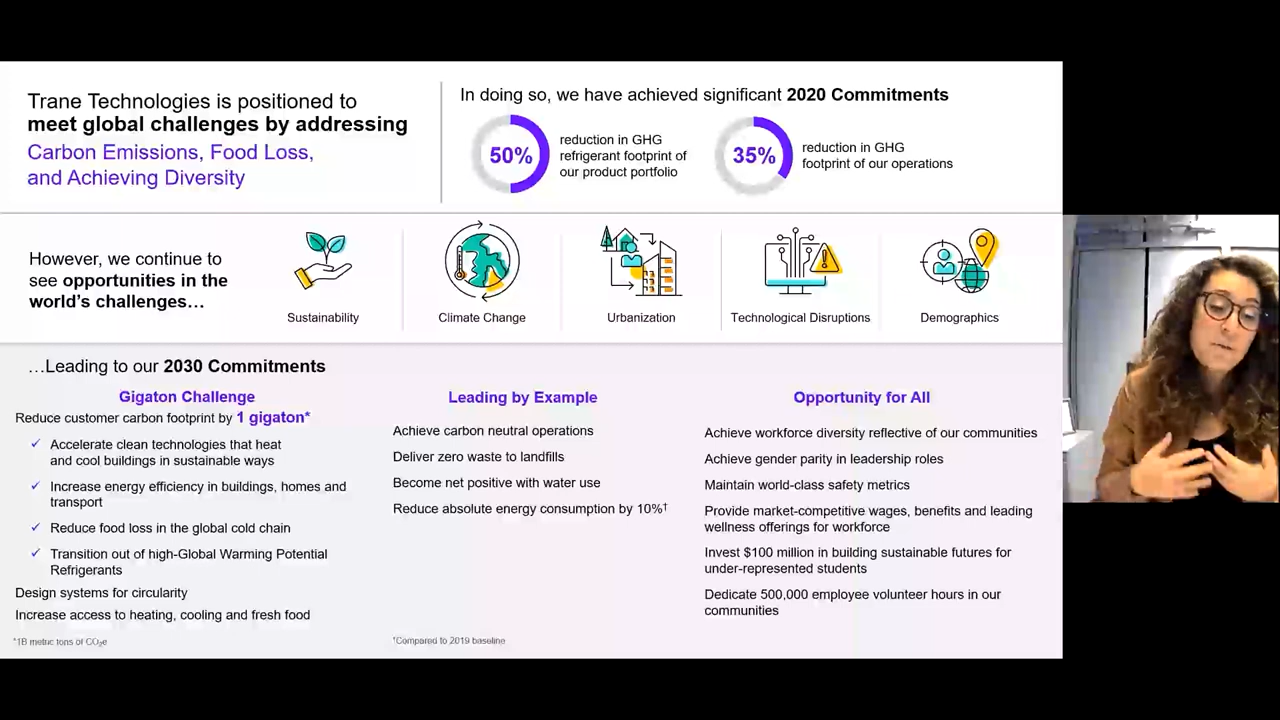 Trane Technologies is positioned to
meet global challenges by addressing
Carbon Emissions, Food Loss,
and Achieving Diversity
In doing so, we have achieved significant 2020 Commitments
50%
reduction in GHG
refrigerant footprint of
our product portfolio
35%
reduction in GHG
footprint of our operations
However, we continue to
see opportunities in the
world's challenges…
Sustainability
Climate Change
Urbanization
Technological Disruptions
Demographics
…Leading to our 2030 Commitments
Gigaton Challenge
Reduce customer carbon footprint by 1 gigaton*
Accelerate clean technologies that heat
and cool buildings in sustainable ways
Increase energy efficiency in buildings, homes and
transport
Reduce food loss in the global cold chain
Transition out of high-Global Warming Potential
Refrigerants
Design systems for circularity
Increase access to heating, cooling and fresh food
*1B metric tons of CO₂e
Leading by Example
Achieve carbon neutral operations
Deliver zero waste to landfills
Become net positive with water use
Reduce absolute energy consumption by 10%†
†Compared to 2019 baseline
Opportunity for All
Achieve workforce diversity reflective of our communities
Achieve gender parity in leadership roles
Maintain world-class safety metrics
Provide market-competitive wages, benefits and leading
wellness offerings for workforce
Invest $100 million in building sustainable futures for
under-represented students
Dedicate 500,000 employee volunteer hours in our
communities